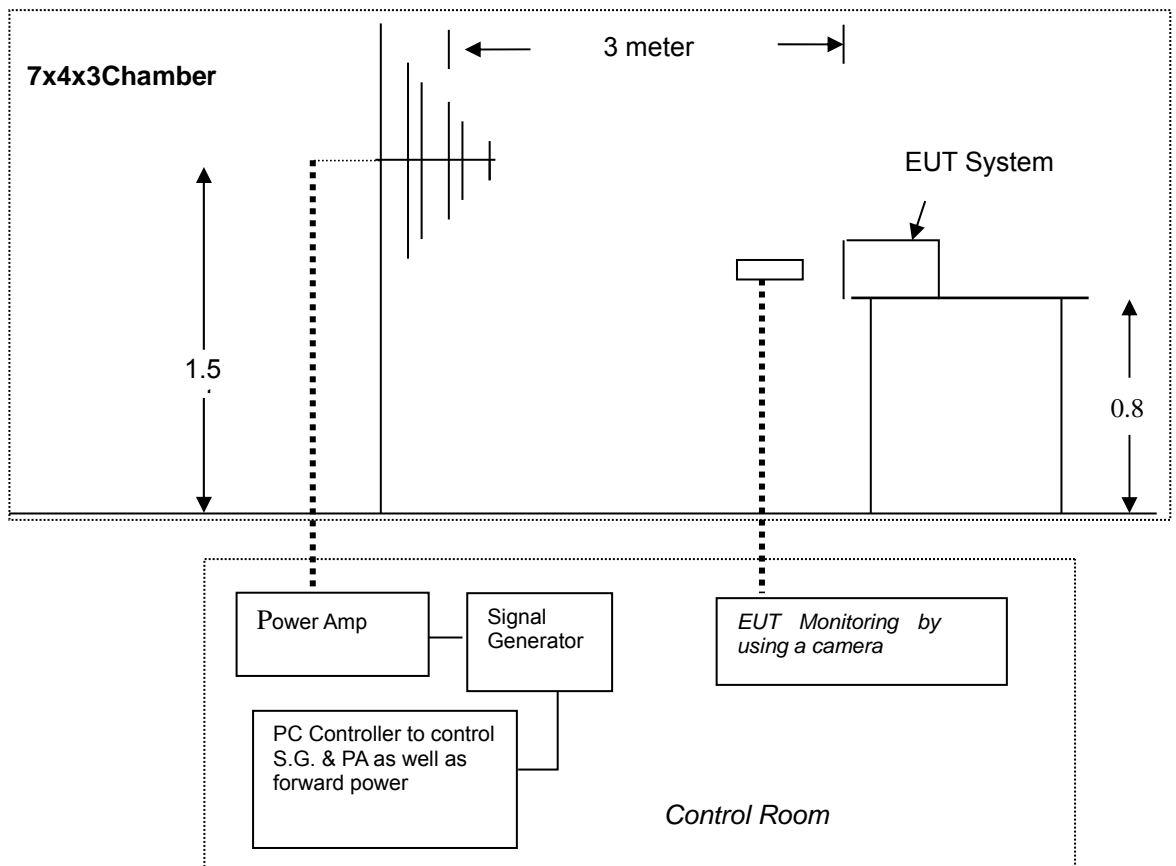 3 meter
7x4x3Chamber
EUT System
1.5
0.8
Power Amp
Signal
Generator
EUT Monitoring by
using a camera
PC Controller to control
S.G. & PA as well as
forward power
Control Room